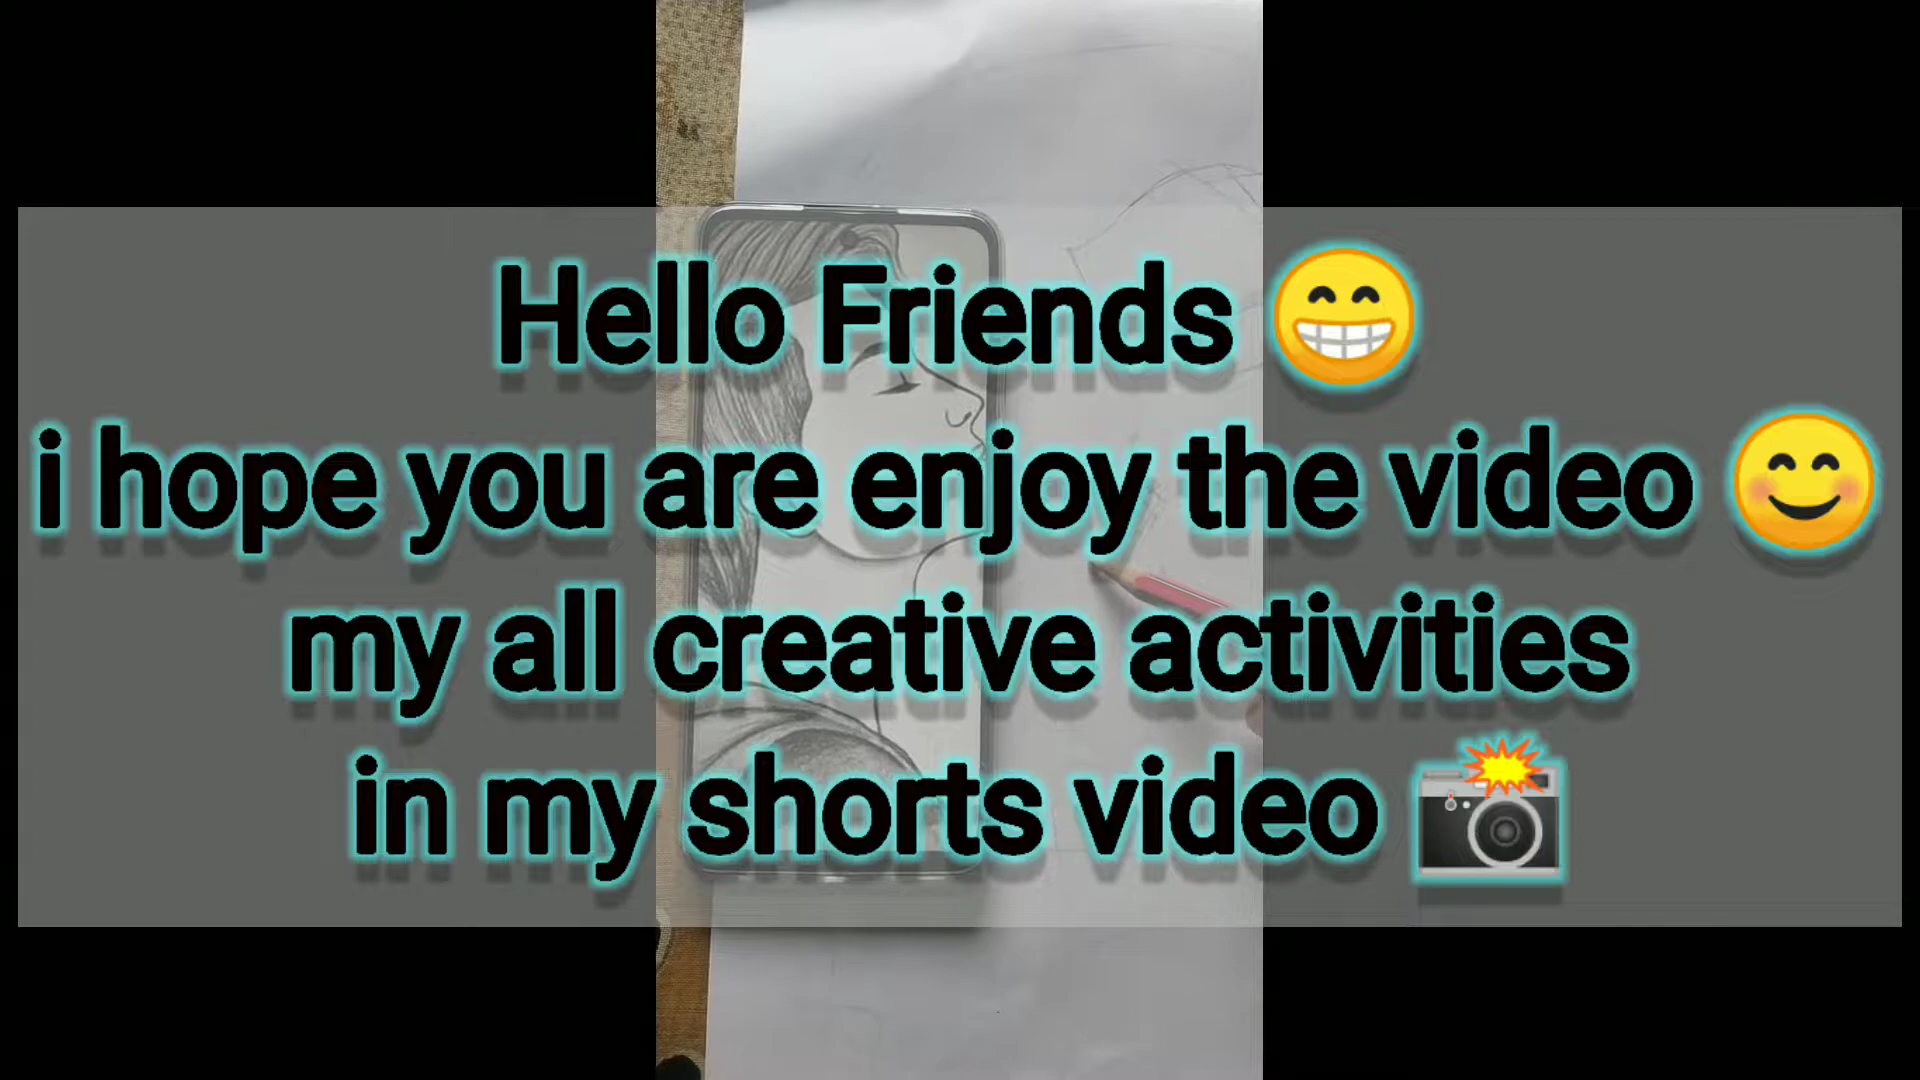 Hello Friends 😁
i hope you are enjoy the video 😊
my all creative activities
in my shorts video 📸